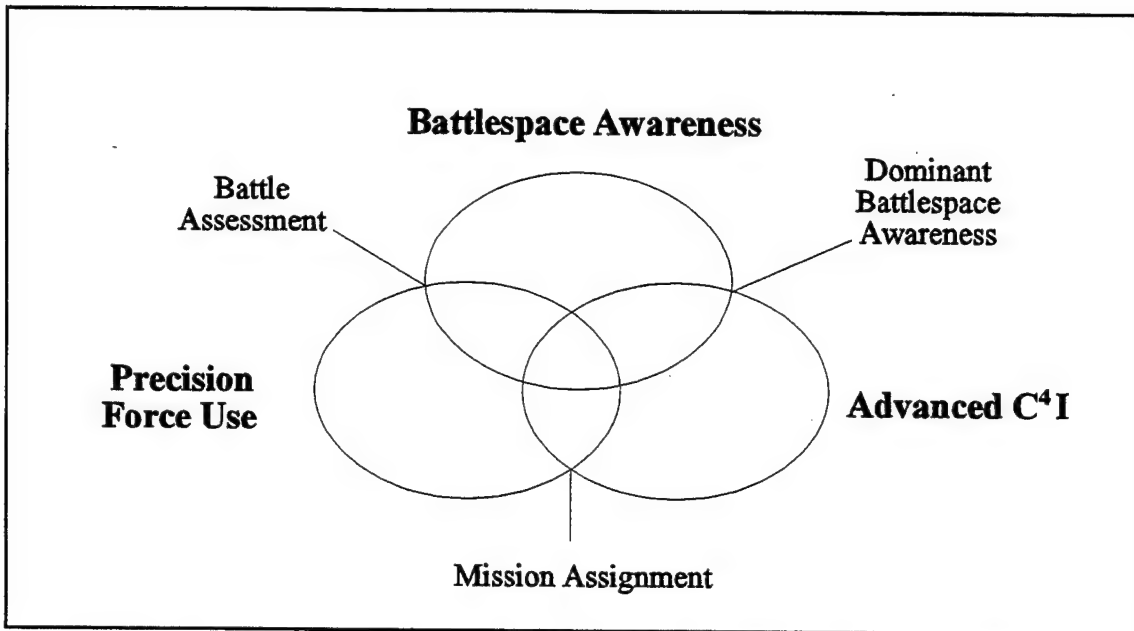 Battlespace Awareness
Battle
Assessment
Dominant
Battlespace
Awareness
Precision
Force Use
Advanced C⁴I
Mission Assignment